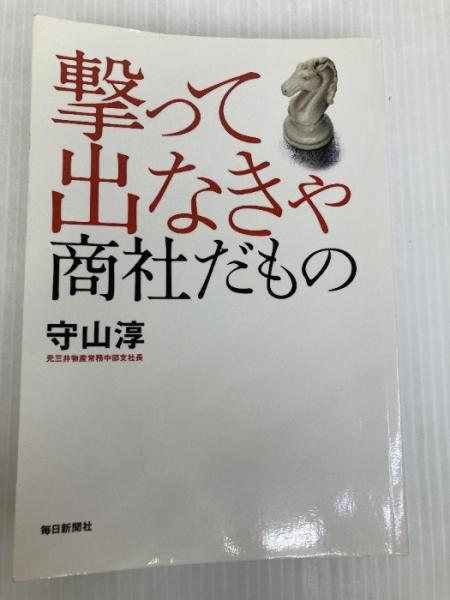 撃って
出なきゃ
商社だもの
守山淳
元三井物産常務中部支社長
毎日新聞社